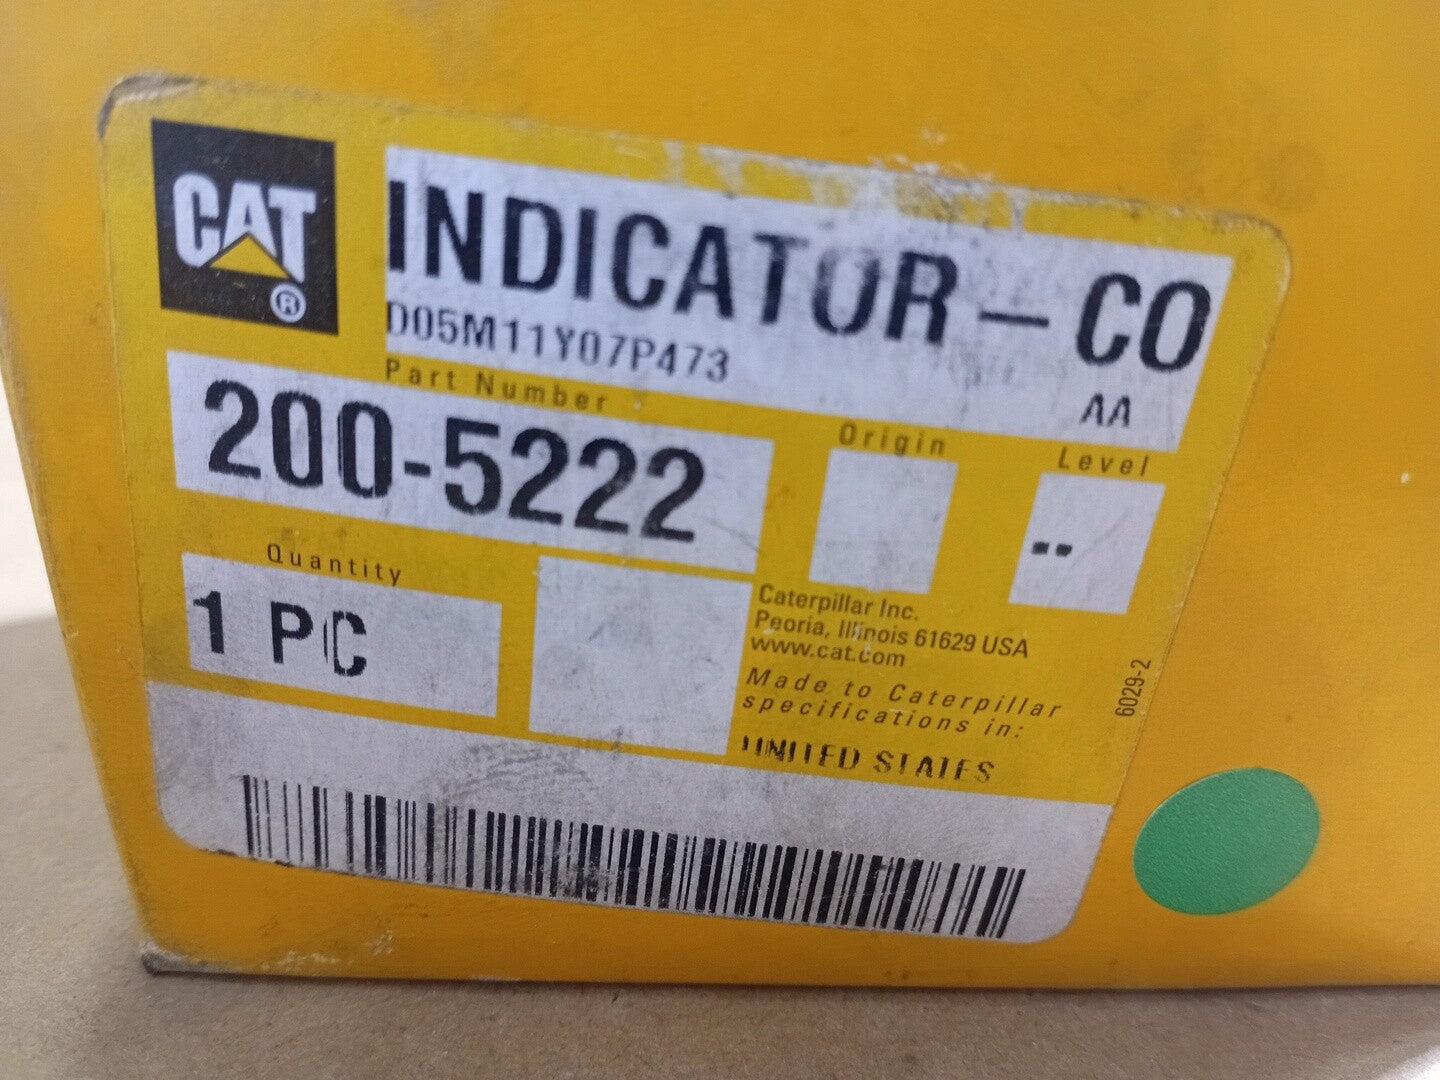 CAT
®
INDICATOR - CO
D05M11Y07P473
AA
Part Number
200-5222
Origin
Level
--
Quantity
1 PC
Caterpillar Inc.
Peoria, Illinois 61629 USA
www.cat.com
Made to Caterpillar
specifications in:
UNITED STATES
6029-2